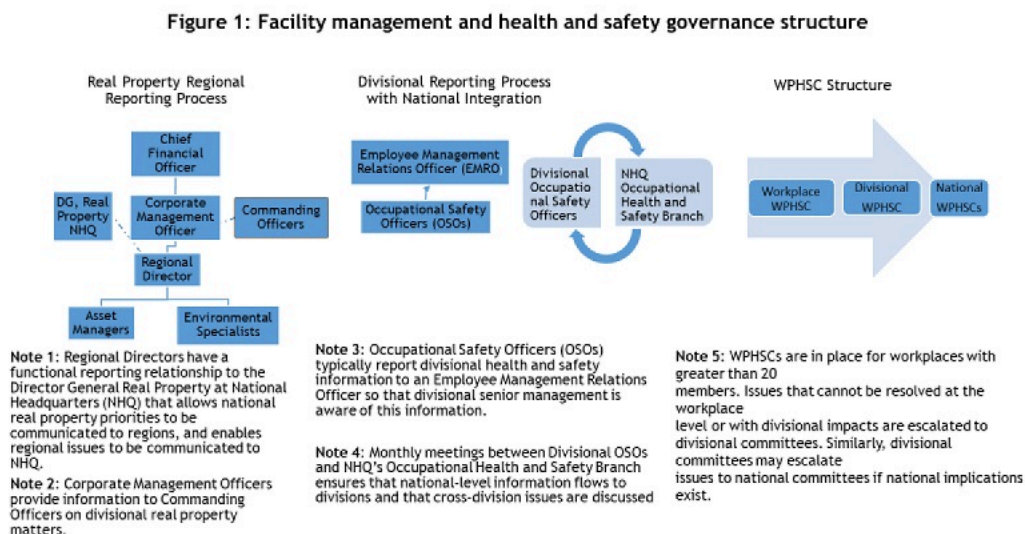 Figure 1: Facility management and health and safety governance structure
Real Property Regional
Reporting Process
Chief
Financial
Officer
DG, Real
Property
NHQ
Corporate
Management
Officer
Commanding
Officers
Regional
Director
Asset
Managers
Environmental
Specialists
Note 1: Regional Directors have a
functional reporting relationship to the
Director General Real Property at National
Headquarters (NHQ) that allows national
real property priorities to be
communicated to regions, and enables
regional issues to be communicated to
NHQ.
Note 2: Corporate Management Officers
provide information to Commanding
Officers on divisional real property
matters.
Divisional Reporting Process
with National Integration
Employee Management
Relations Officer (EMRO)
Occupational Safety
Officers (OSOs)
Divisional
Occupatio
nal Safety
Officers
NHQ
Occupational
Health and
Safety Branch
Note 3: Occupational Safety Officers (OSOs)
typically report divisional health and safety
information to an Employee Management Relations
Officer so that divisional senior management is
aware of this information.
Note 4: Monthly meetings between Divisional OSOs
and NHQ's Occupational Health and Safety Branch
ensures that national-level information flows to
divisions and that cross-division issues are discussed
WPHSC Structure
Workplace
WPHSC
Divisional
WPHSC
National
WPHSCs
Note 5: WPHSCs are in place for workplaces with
greater than 20
members. Issues that cannot be resolved at the
workplace
level or with divisional impacts are escalated to
divisional committees. Similarly, divisional
committees may escalate
issues to national committees if national implications
exist.